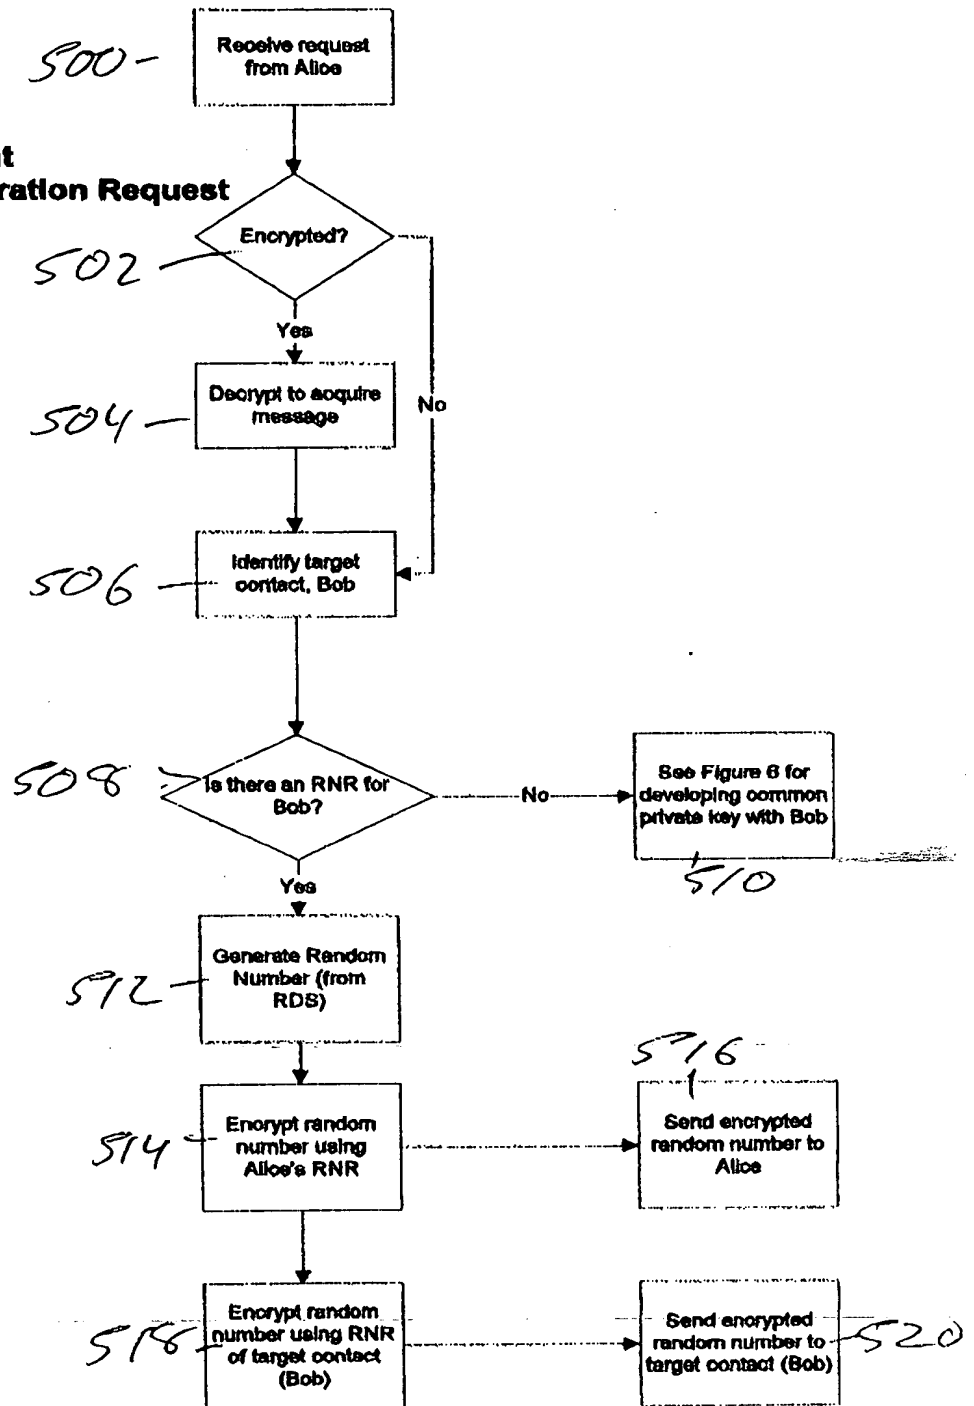 Receive request
from Alice
500
ration Request
Encrypted?
502
Yes
No
Decrypt to acquire
message
504
Identify target
contact, Bob
506
Is there an RNR for
Bob?
508
No
See Figure 6 for
developing common
private key with Bob
510
Yes
Generate Random
Number (from
RDS)
512
Encrypt random
number using
Alice's RNR
514
516
Send encrypted
random number to
Alice
Encrypt random
number using RNR
of target contact
(Bob)
518
Send encrypted
random number to
target contact (Bob)
520